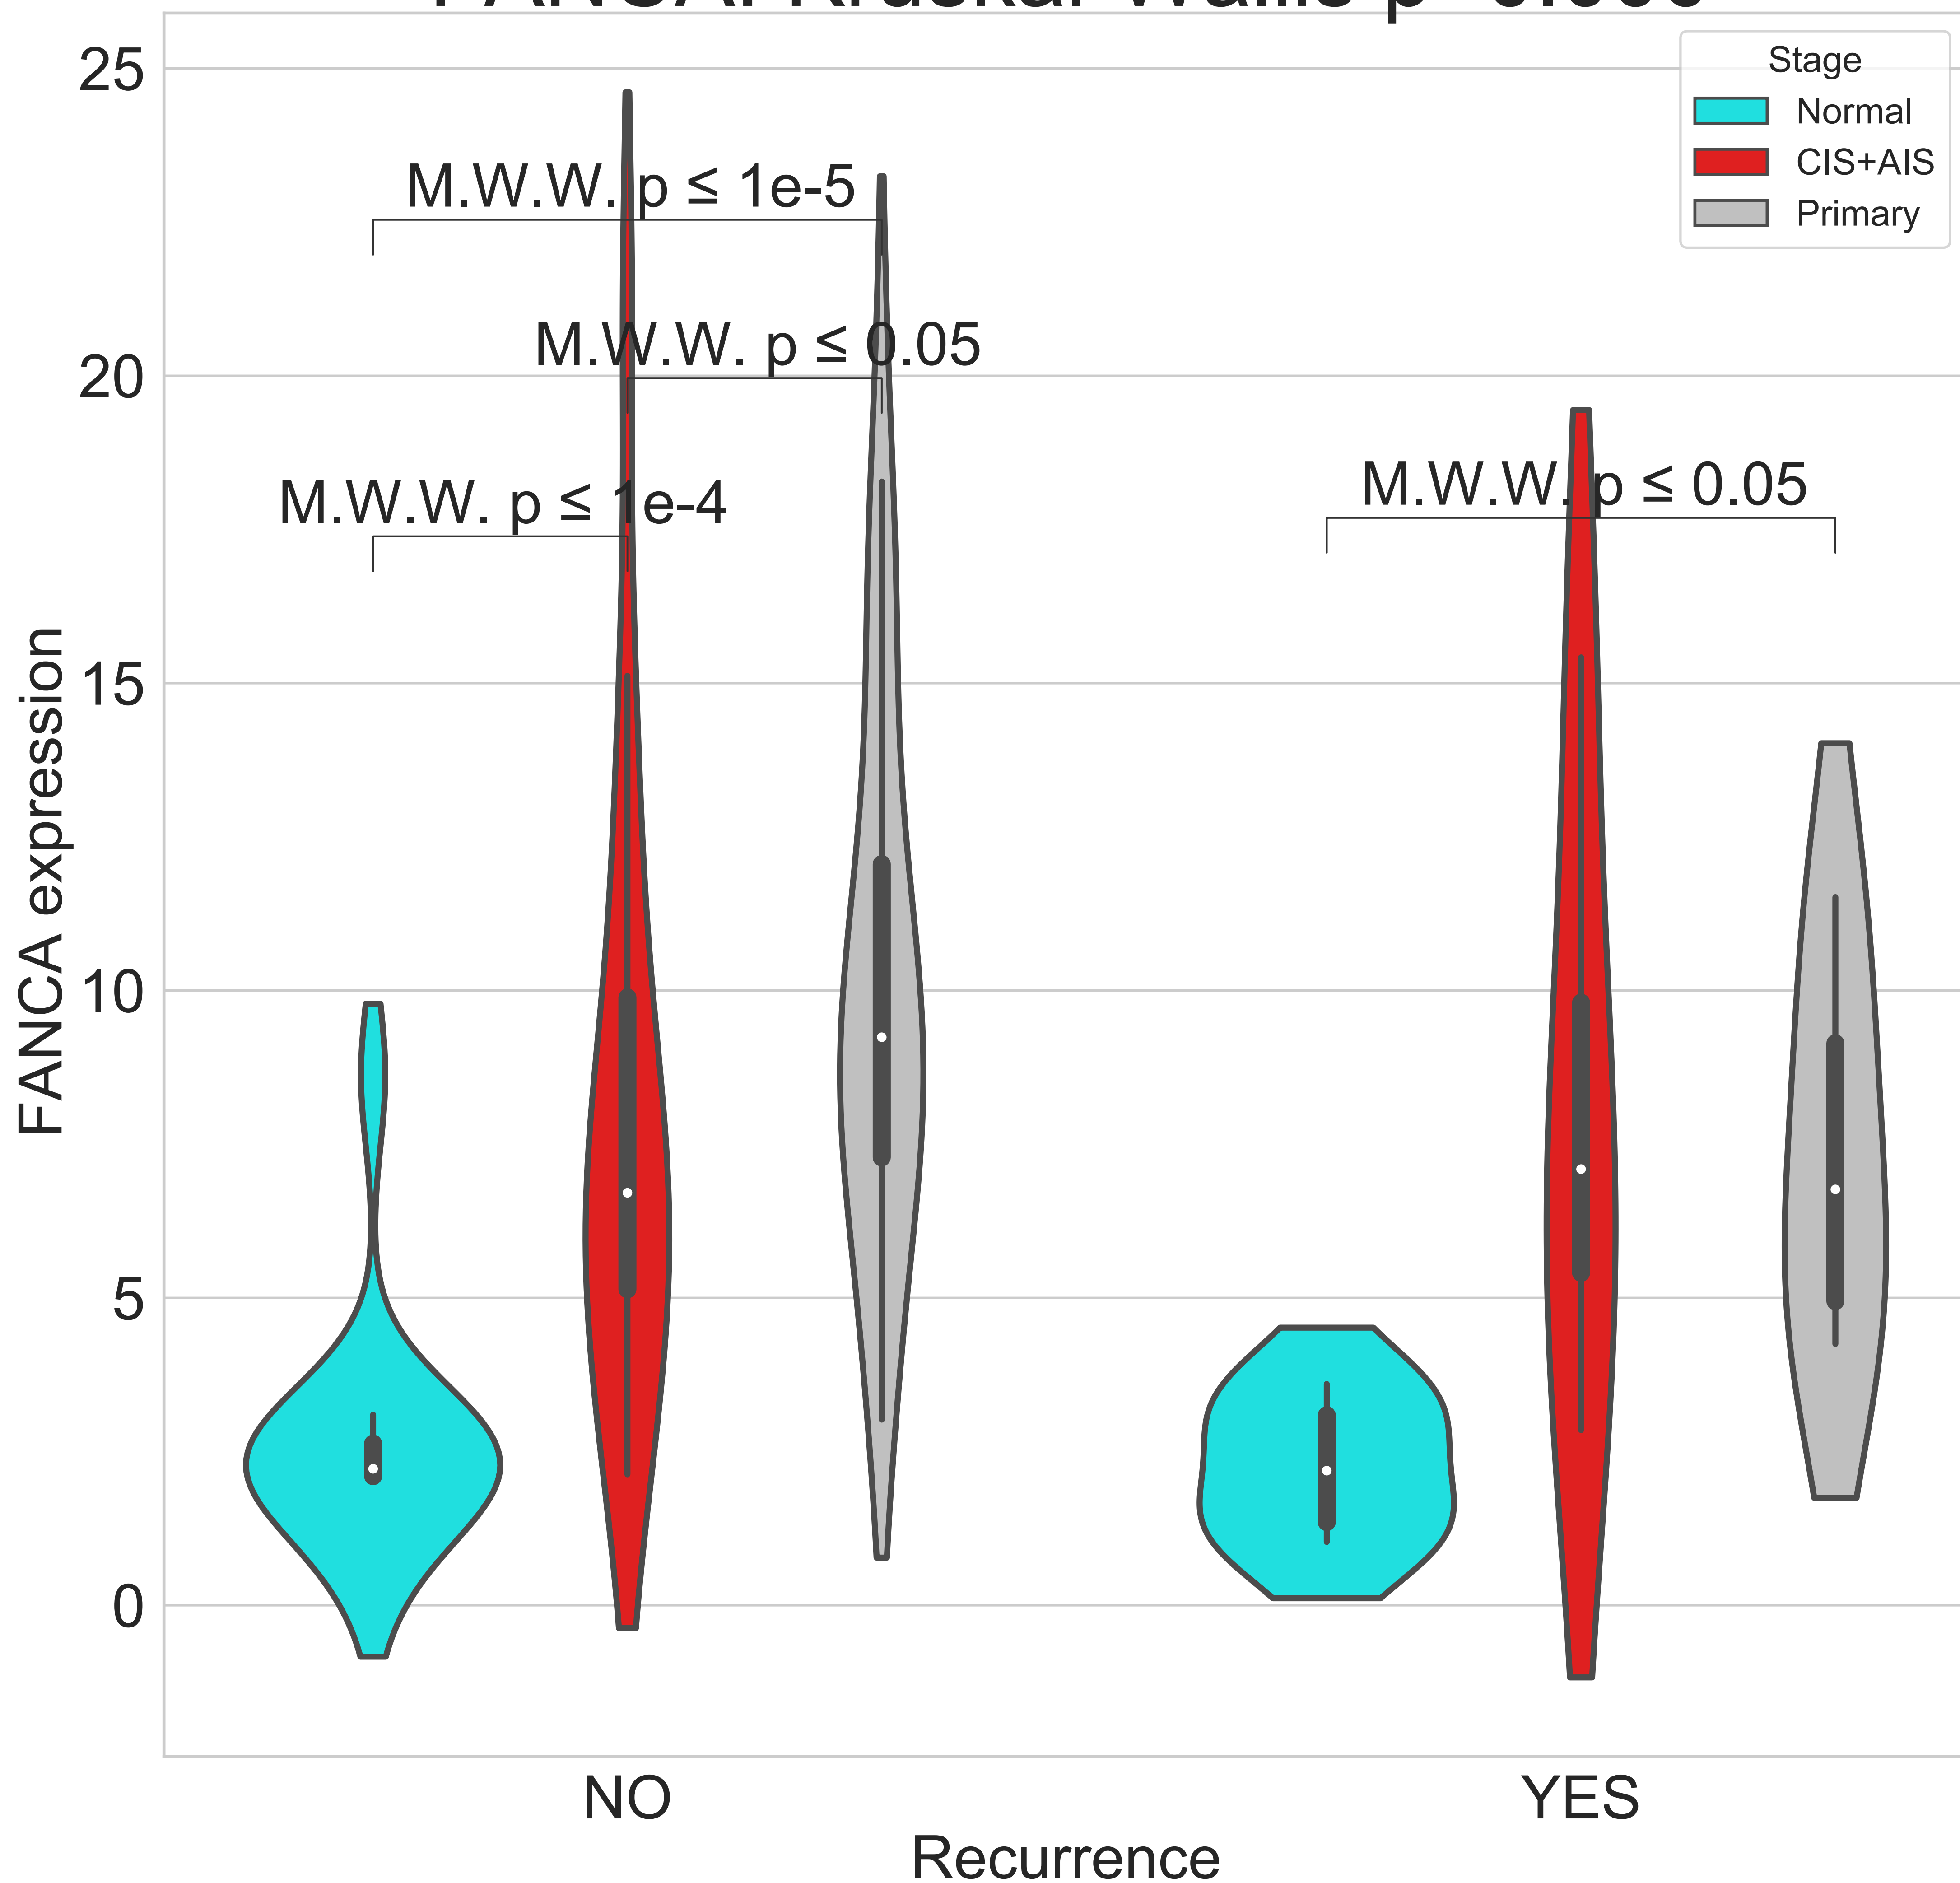 25
20
15
10
5
0
FANCA expression
M.W.W. p ≤ 1e-5
M.W.W. p ≤ 0.05
M.W.W. p ≤ 1e-4
M.W.W. p ≤ 0.05
Stage
Normal
CIS+AIS
Primary
NO
YES
Recurrence